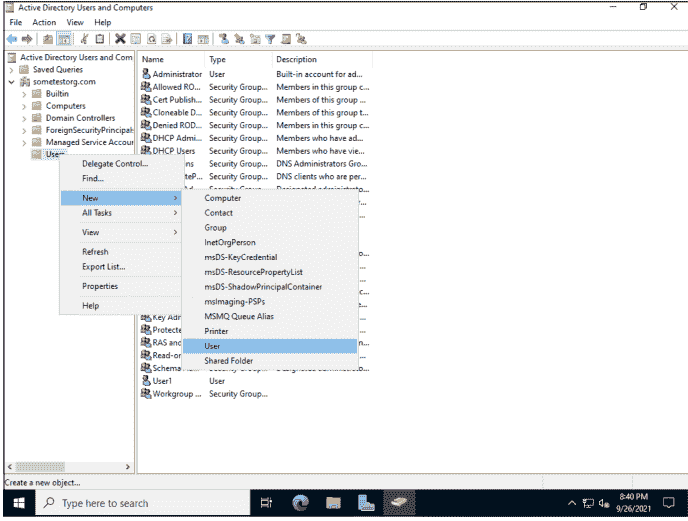 Active Directory Users and Computers
File Action View Help
Active Directory Users and Com
Saved Queries
sometestorg.com
Builtin
Computers
Domain Controllers
ForeignSecurityPrincipals
Managed Service Accour
Users
Name Type Description
Administrator User Built-in account for ad...
Allowed RO... Security Group... Members in this group c...
Cert Publish... Security Group... Members of this group ...
Cloneable D... Security Group... Members of this group t...
Denied ROD... Security Group... Members in this group c...
DHCP Admi... Security Group... Members who have ad...
DHCP Users Security Group... Members who have vie...
ns Security Group... DNS Administrators Gro...
teP... Security Group... DNS clients who are per...
Delegate Control...
Find...
New
All Tasks
View
Refresh
Export List...
Properties
Help
Computer
Contact
Group
InetOrgPerson
msDS-KeyCredential
msDS-ResourcePropertyList
msDS-ShadowPrincipalContainer
msImaging-PSPs
MSMQ Queue Alias
Printer
User
Shared Folder
Key Adr
Protecte
RAS and
Read-or
Schema
User1 User
Workgroup ... Security Group...
Create a new object...
Type here to search
8:40 PM
9/26/2021